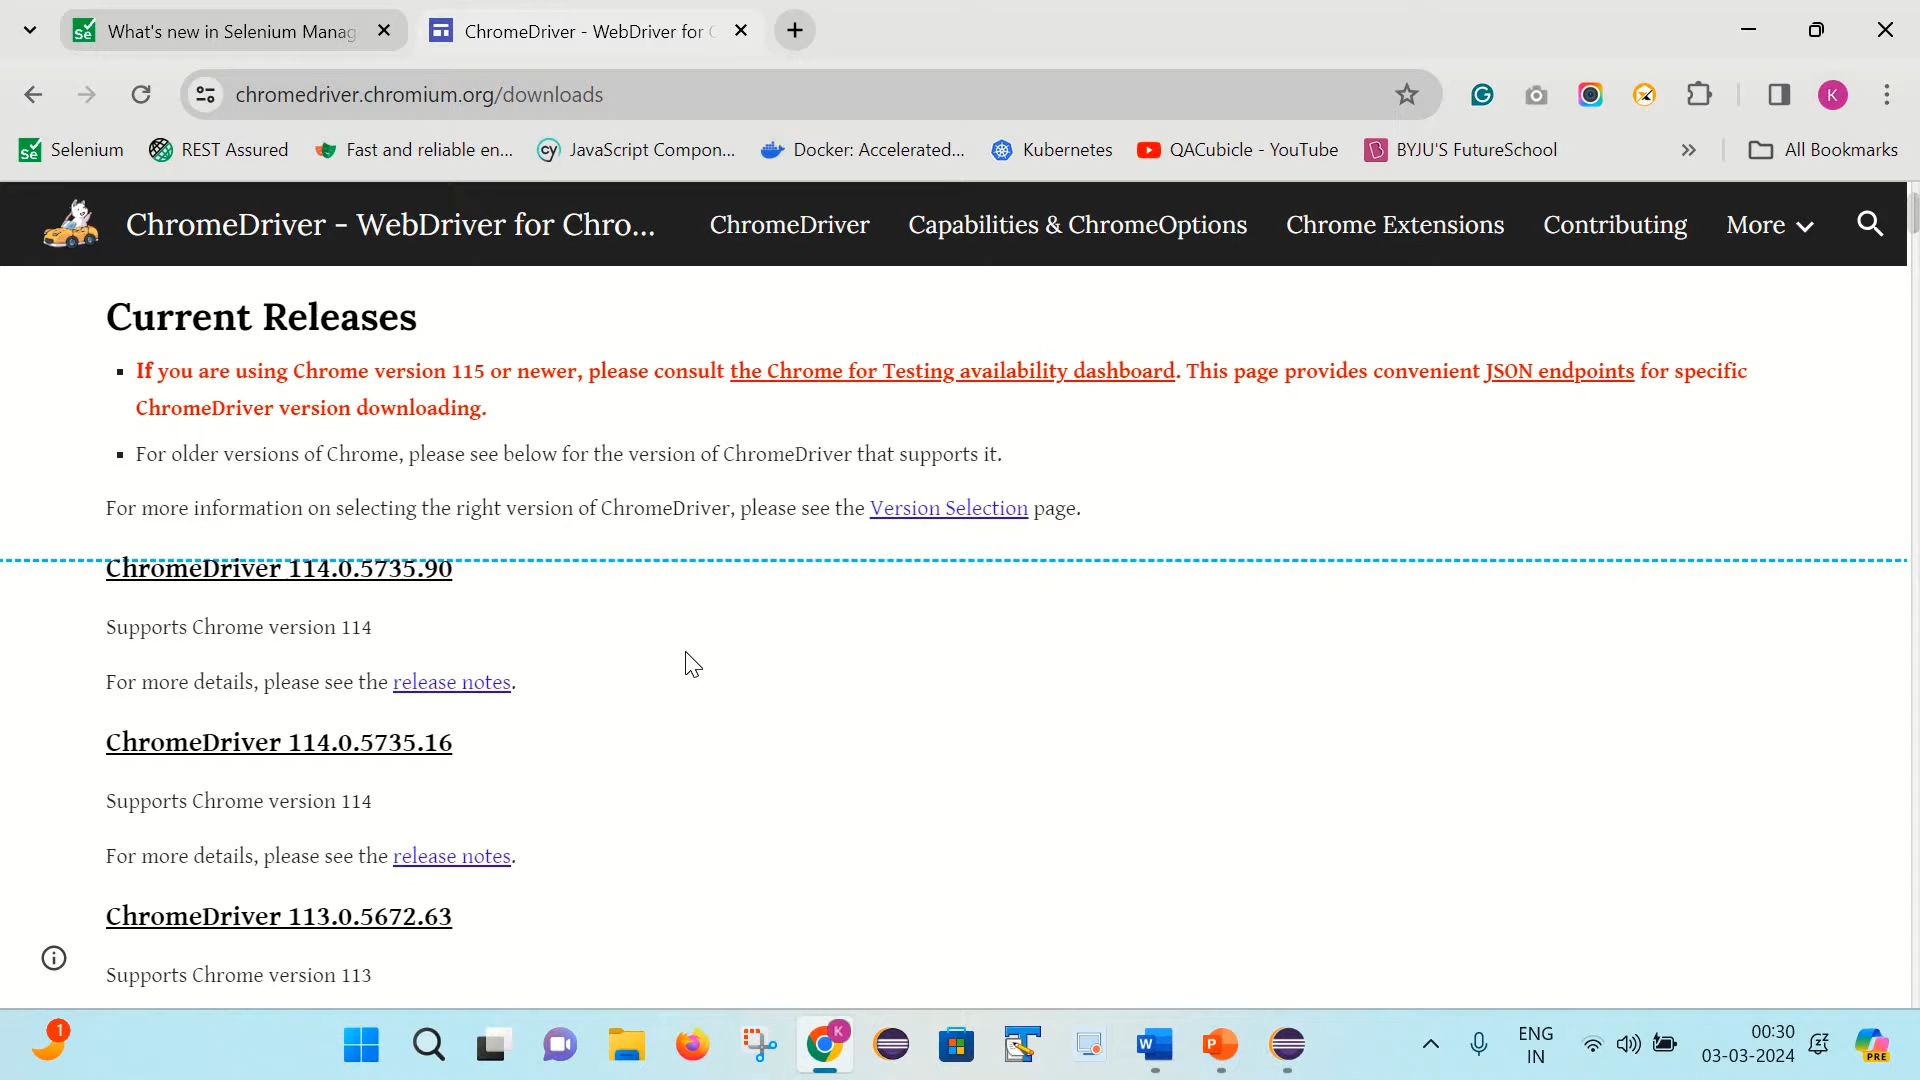 What's new in Selenium Manag
ChromeDriver - WebDriver for C
chromedriver.chromium.org/downloads
K
Selenium
REST Assured
Fast and reliable en...
JavaScript Compon...
Docker: Accelerated...
Kubernetes
QACubicle - YouTube
BYJU'S FutureSchool
All Bookmarks
ChromeDriver - WebDriver for Chro...
ChromeDriver
Capabilities & ChromeOptions
Chrome Extensions
Contributing
More
Current Releases
If you are using Chrome version 115 or newer, please consult the Chrome for Testing availability dashboard. This page provides convenient JSON endpoints for specific
ChromeDriver version downloading.
For older versions of Chrome, please see below for the version of ChromeDriver that supports it.
For more information on selecting the right version of ChromeDriver, please see the Version Selection page.
ChromeDriver 114.0.5735.90
Supports Chrome version 114
For more details, please see the release notes.
ChromeDriver 114.0.5735.16
Supports Chrome version 114
For more details, please see the release notes.
ChromeDriver 113.0.5672.63
Supports Chrome version 113
1
K
ENG
IN
00:30
03-03-2024
PRE